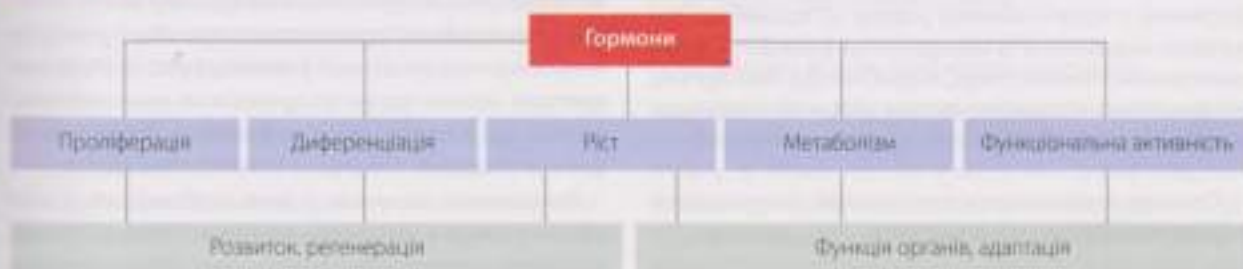 Гормони
Проліферація
Диференціація
Ріст
Метаболізм
Функціональна активність
Розвиток, регенерація
Функція органів, адаптація